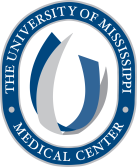 THE UNIVERSITY OF MISSISSIPPI
• MEDICAL CENTER •